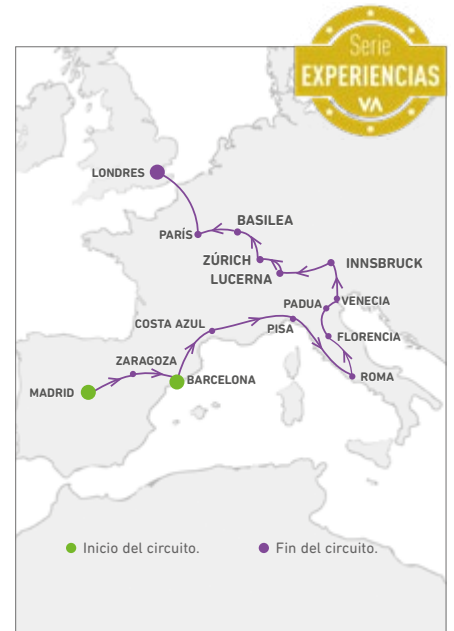 Serie
EXPERIENCIAS
VA
LONDRES
PARÍS
BASILEA
ZÚRICH
LUCERNA
INNSBRUCK
PADUA
VENECIA
COSTA AZUL
PISA
FLORENCIA
ZARAGOZA
BARCELONA
ROMA
MADRID
Inicio del circuito.
Fin del circuito.